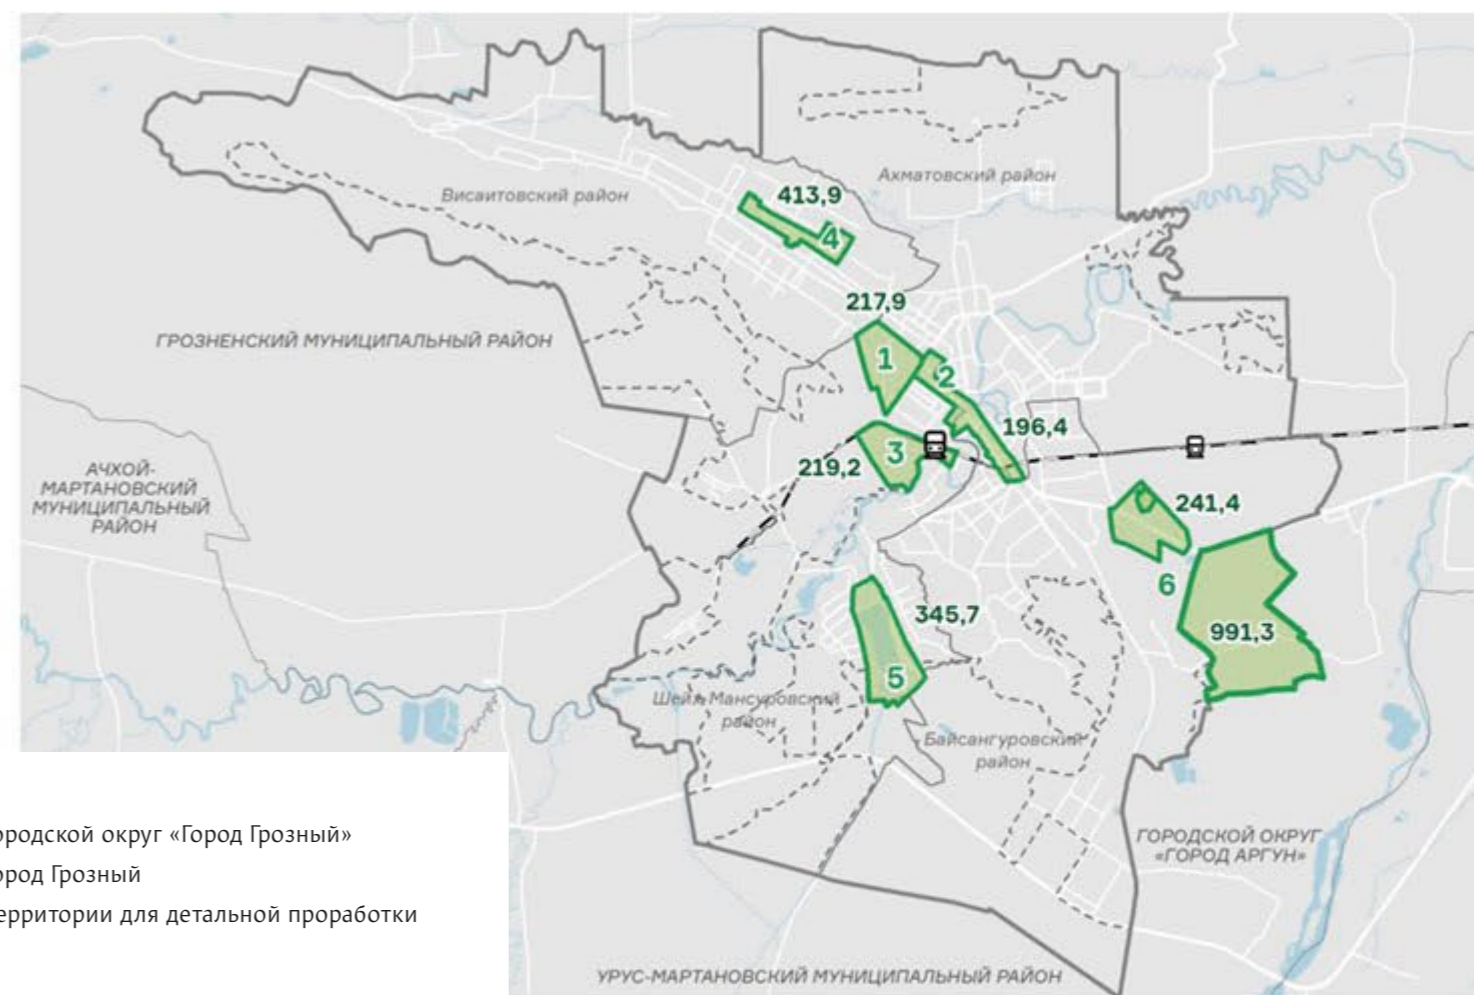 413,9
Ахматовский район
Висаитовский район
4
217,9
ГРОЗНЕНСКИЙ МУНИЦИПАЛЬНЫЙ РАЙОН
1
2
196,4
3
219,2
АЧХОЙ-
МАРТАНОВСКИЙ
МУНИЦИПАЛЬНЫЙ
РАЙОН
241,4
6
345,7
991,3
5
Шейх-Мансуровский
район
Байсангуровский
район
ородской округ «Город Грозный»
ород Грозный
ерритории для детальной проработки
ГОРОДСКОЙ ОКРУГ
«ГОРОД АРГУН»
УРУС-МАРТАНОВСКИЙ МУНИЦИПАЛЬНЫЙ РАЙОН